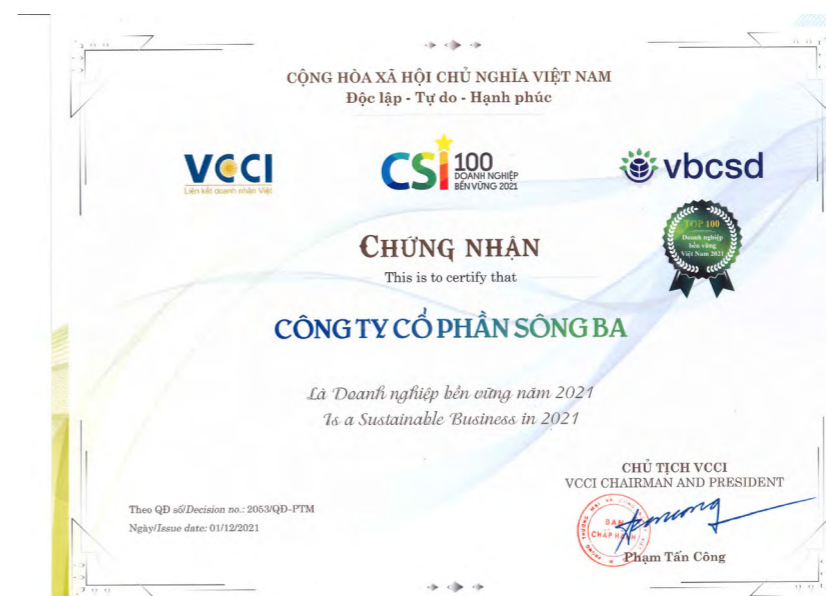 CỘNG HÒA XÃ HỘI CHỦ NGHĨA VIỆT NAM
Độc lập - Tự do - Hạnh phúc
VCCI
Liên kết doanh nhân Việt
CSI 100
DOANH NGHIỆP
BỀN VỮNG 2021
vbcsd
TOP 100
Doanh nghiệp
bền vững
Việt Nam 2021
CHỨNG NHẬN
This is to certify that
CÔNG TY CỔ PHẦN SÔNG BA
Là Doanh nghiệp bền vững năm 2021
Is a Sustainable Business in 2021
CHỦ TỊCH VCCI
VCCI CHAIRMAN AND PRESIDENT
Theo QĐ số/Decision no.: 2053/QĐ-PTM
Ngày/Issue date: 01/12/2021
BAN
CHẤP HÀNH
Phạm Tấn Công